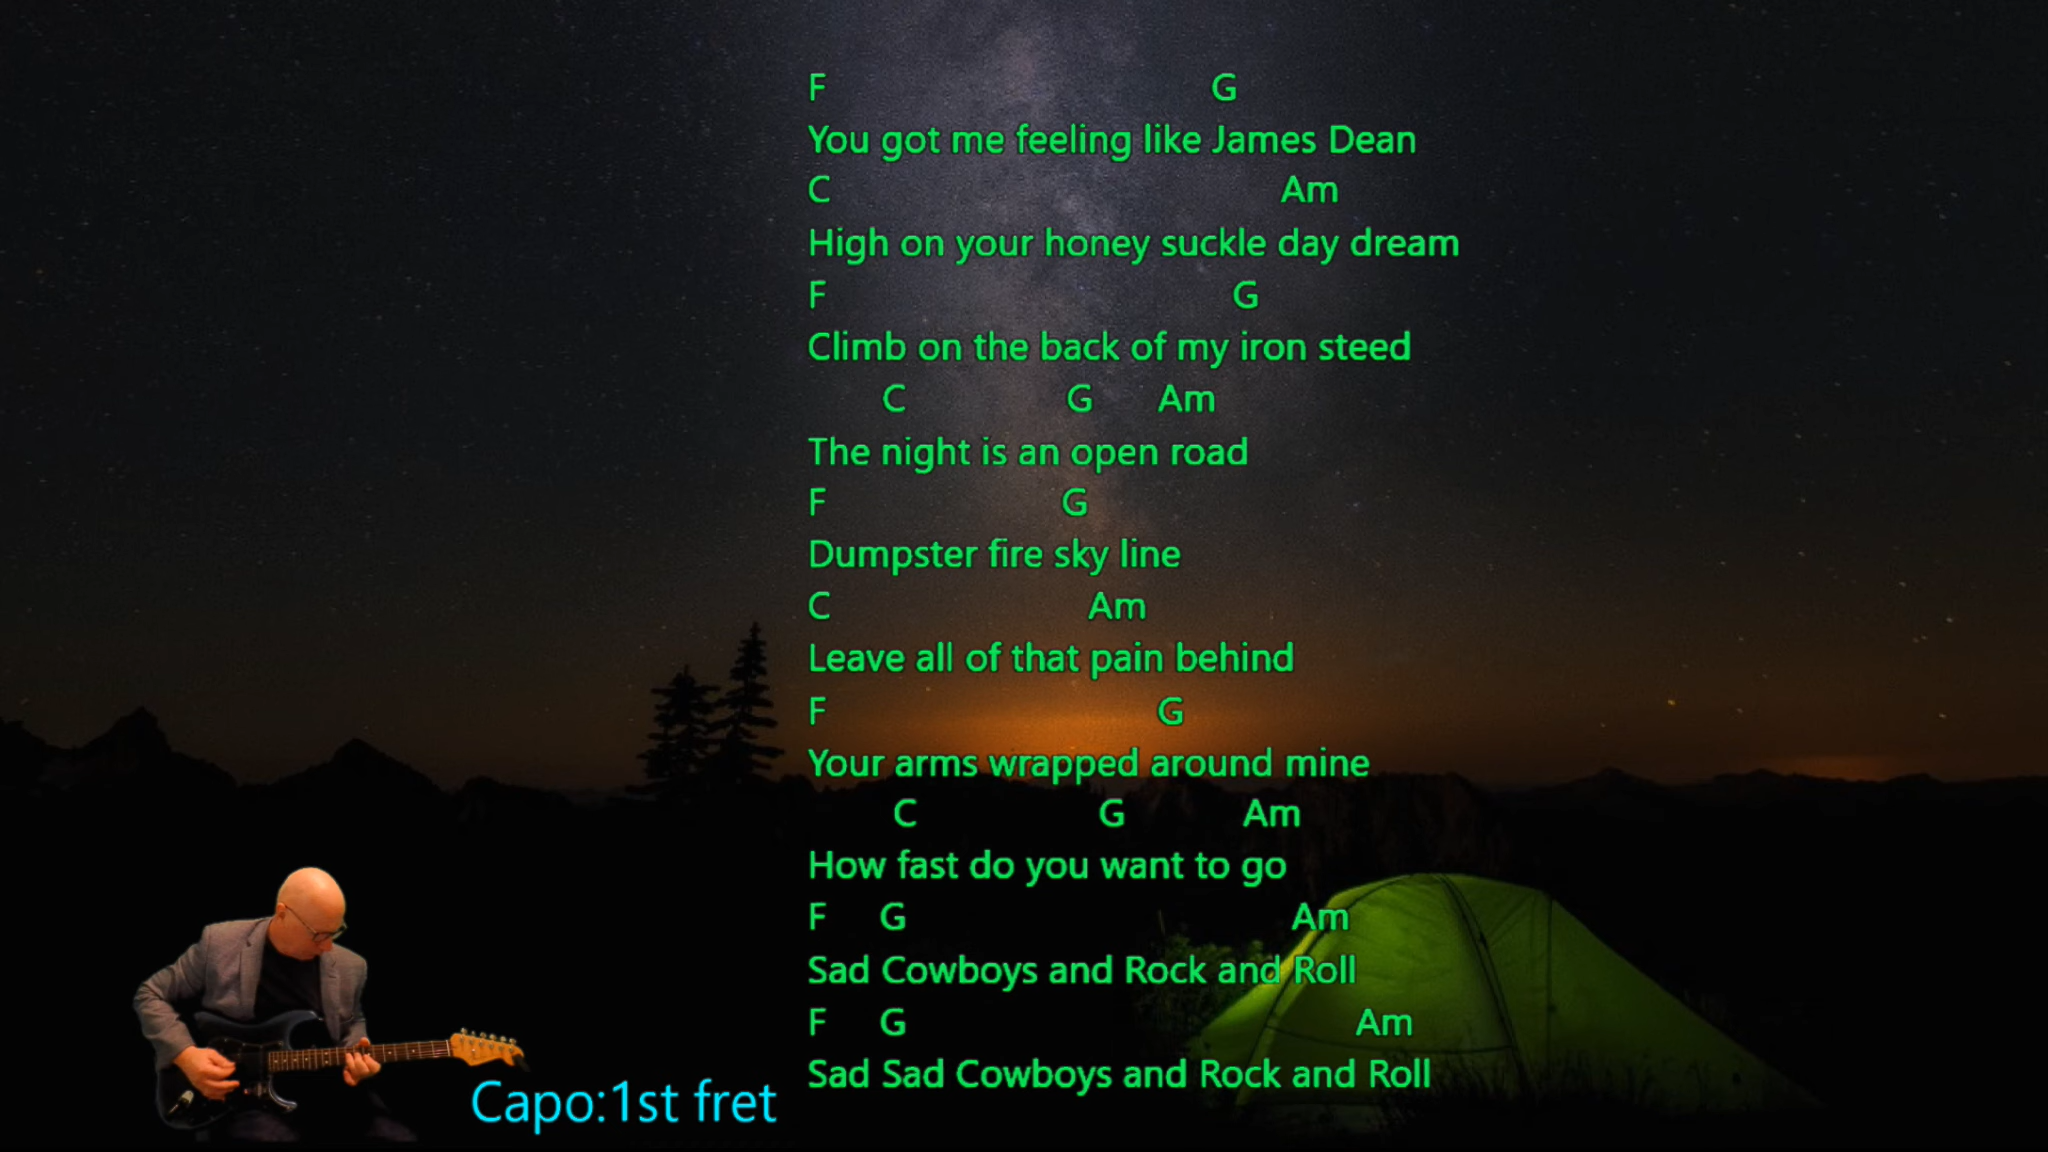 F G
You got me feeling like James Dean
C Am
High on your honey suckle day dream
F G
Climb on the back of my iron steed
C G Am
The night is an open road
F G
Dumpster fire sky line
C Am
Leave all of that pain behind
F G
Your arms wrapped around mine
C G Am
How fast do you want to go
F G Am
Sad Cowboys and Rock and Roll
F G Am
Sad Sad Cowboys and Rock and Roll
Capo:1st fret